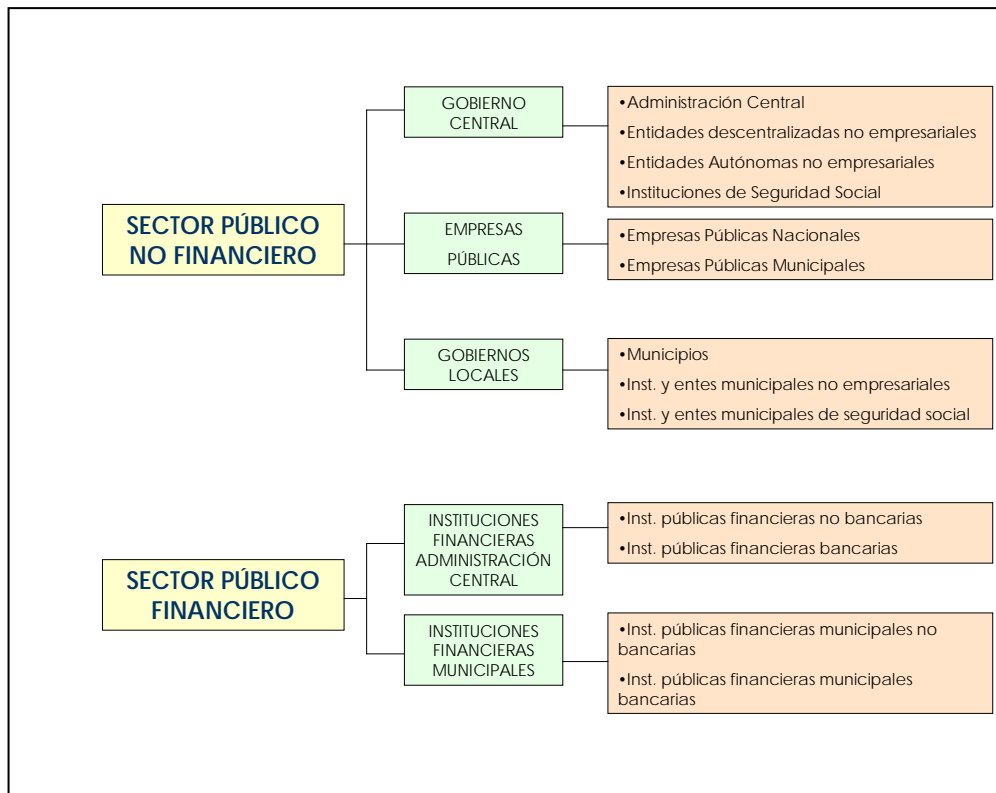 SECTOR PÚBLICO
NO FINANCIERO
GOBIERNO
CENTRAL
•Administración Central
•Entidades descentralizadas no empresariales
•Entidades Autónomas no empresariales
•Instituciones de Seguridad Social
EMPRESAS
PÚBLICAS
•Empresas Públicas Nacionales
•Empresas Públicas Municipales
GOBIERNOS
LOCALES
•Municipios
•Inst. y entes municipales no empresariales
•Inst. y entes municipales de seguridad social
SECTOR PÚBLICO
FINANCIERO
INSTITUCIONES
FINANCIERAS
ADMINISTRACIÓN
CENTRAL
•Inst. públicas financieras no bancarias
•Inst. públicas financieras bancarias
INSTITUCIONES
FINANCIERAS
MUNICIPALES
•Inst. públicas financieras municipales no
bancarias
•Inst. públicas financieras municipales
bancarias